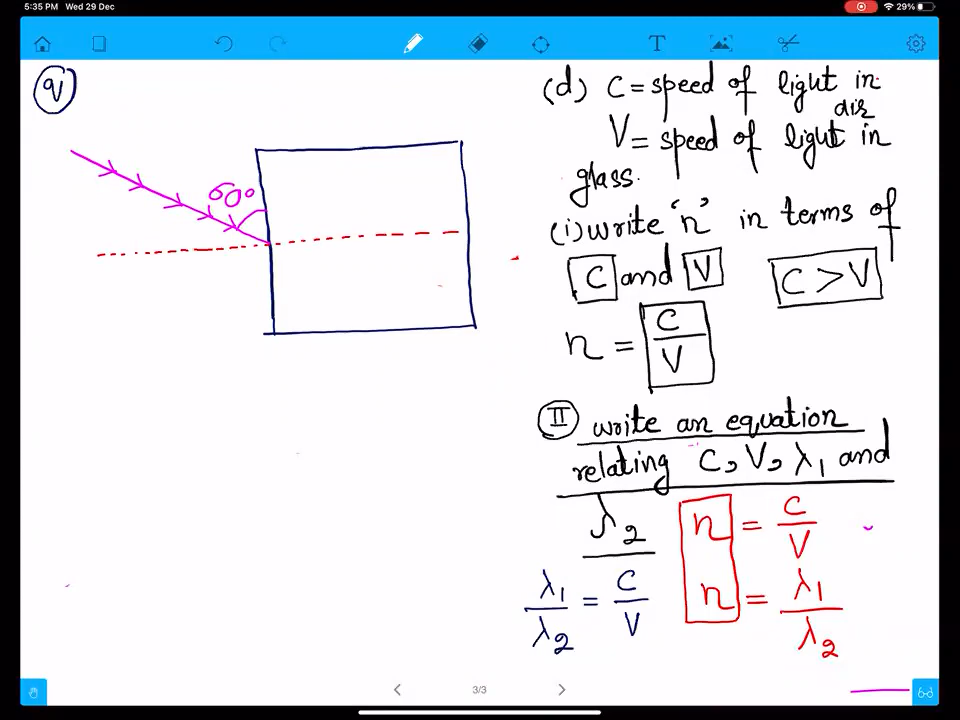 5:35 PM Wed 29 Dec
29%
T
q
60°
(d) C = speed of light in air
V = speed of light in glass.
(i) write 'n' in terms of
C and V C > V
n = C/V
II write an equation
relating C, V, λ1 and
λ2
n = C/V
λ1/λ2 = C/V n = λ1/λ2
3/3